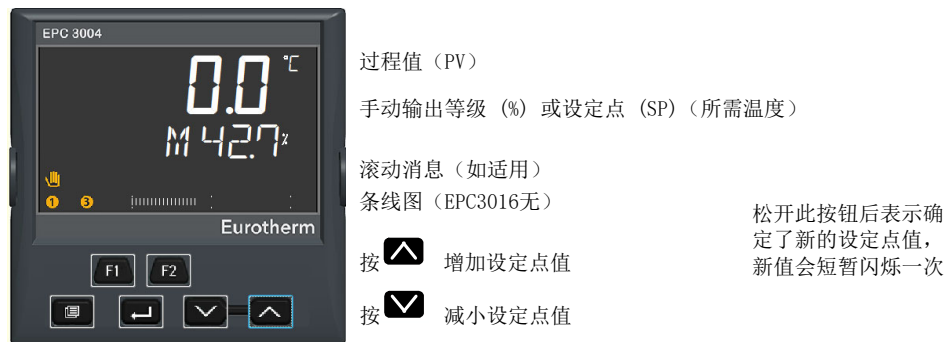 EPC 3004
0.0 °C
M 42.7 %
1 3
Eurotherm
F1 F2
过程值（PV）
手动输出等级 (%) 或设定点 (SP)（所需温度）
滚动消息（如适用）
条线图（EPC3016无）
按 增加设定点值
按 减小设定点值
松开此按钮后表示确
定了新的设定点值，
新值会短暂闪烁一次